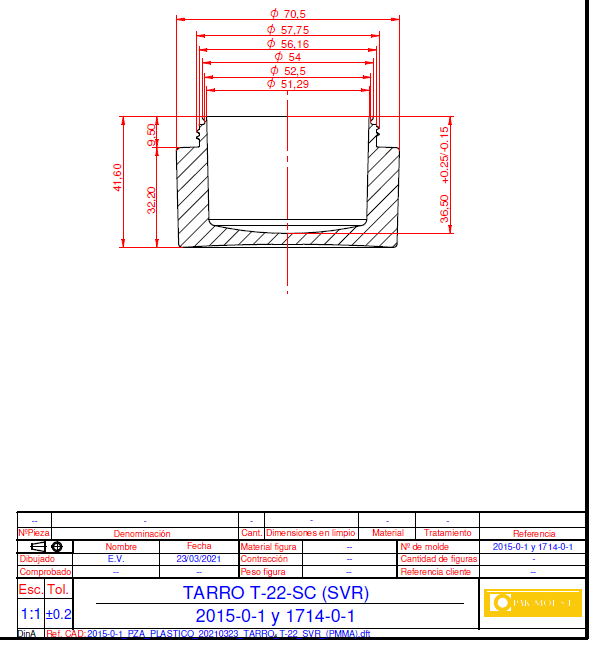 ϕ 70,5
ϕ 57,75
ϕ 56,16
ϕ 54
ϕ 52,5
ϕ 51,29
9,50
41,60
32,20
36,50 +0.25/-0.15
-- - - - - -
NºPieza Denominación Cant. Dimensiones en limpio Material Tratamiento Referencia
Nombre Fecha Material figura -- Nº de molde 2015-0-1 y 1714-0-1
Dibujado E.V. 23/03/2021 Contracción Cantidad de figuras -
Comprobado -- -- Peso figura -- Referencia cliente --
Esc. Tol. TARRO T-22-SC (SVR)
1:1 ±0.2 2015-0-1 y 1714-0-1
DinA Ref. CAD: 2015-0-1_PZA_PLASTICO_20210323_TARRO T-22_SVR_(PMMA).dft